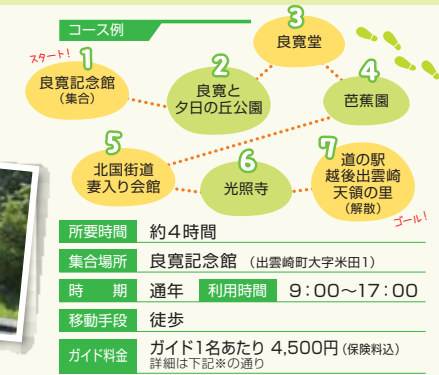 コース例
スタート!
1
良寛記念館
(集合)
2
良寛と
夕日の丘公園
3
良寛堂
4
芭蕉園
5
北国街道
妻入り会館
6
光照寺
7
道の駅
越後出雲崎
天領の里
(解散)
ゴール!
所要時間 約4時間
集合場所 良寛記念館 (出雲崎町大字米田1)
時 期 通年 利用時間 9:00〜17:00
移動手段 徒歩
ガイド料金 ガイド1名あたり 4,500円(保険料込)
詳細は下記※の通り